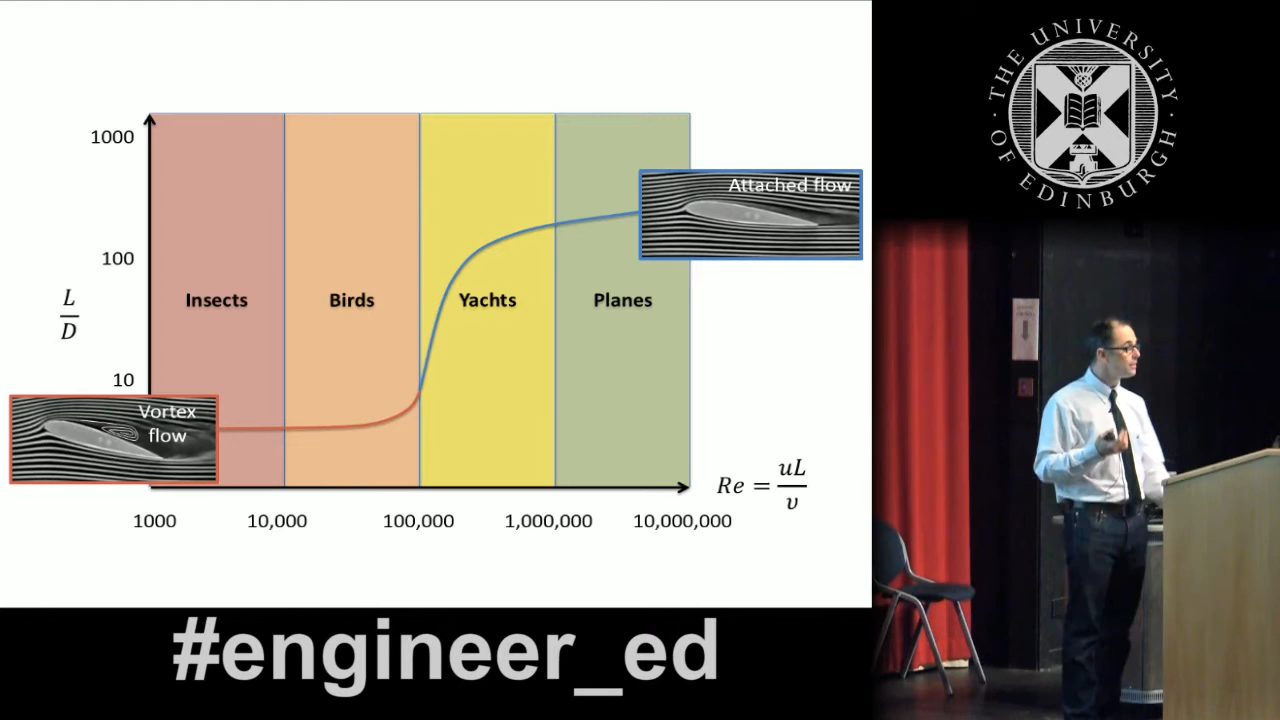 1000
100
10
L
D
Insects
Birds
Yachts
Planes
Attached flow
Vortex
flow
1000
10,000
100,000
1,000,000
10,000,000
Re = uL
υ
#engineer_ed
THE UNIVERSITY
OF EDINBURGH